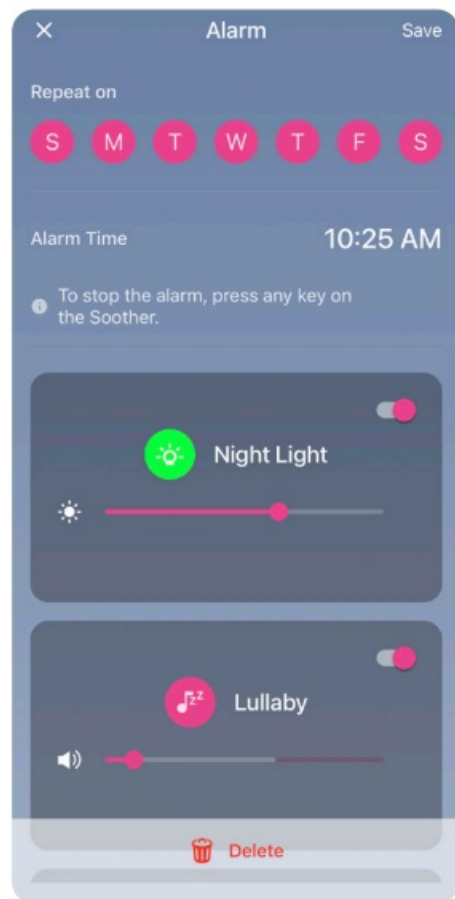 Alarm
Save
Repeat on
S M T W T F S
Alarm Time
10:25 AM
To stop the alarm, press any key on
the Soother.
Night Light
Lullaby
Delete